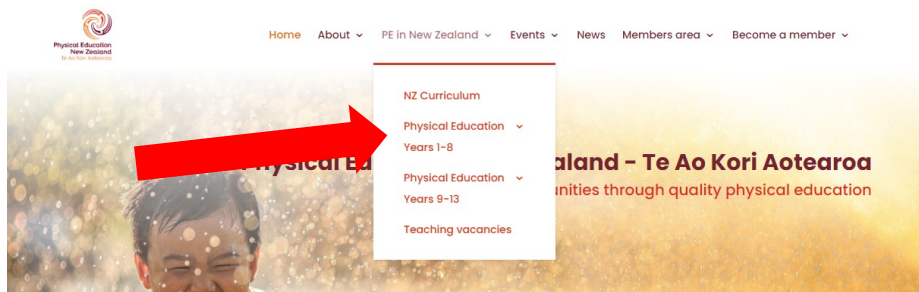 Physical Education
New Zealand
Te Ao Kori Aotearoa
Home About PE in New Zealand Events News Members area Become a member
NZ Curriculum
Physical Education
Years 1-8
Physical Education
Years 9-13
Teaching vacancies
aland - Te Ao Kori Aotearoa
unities through quality physical education